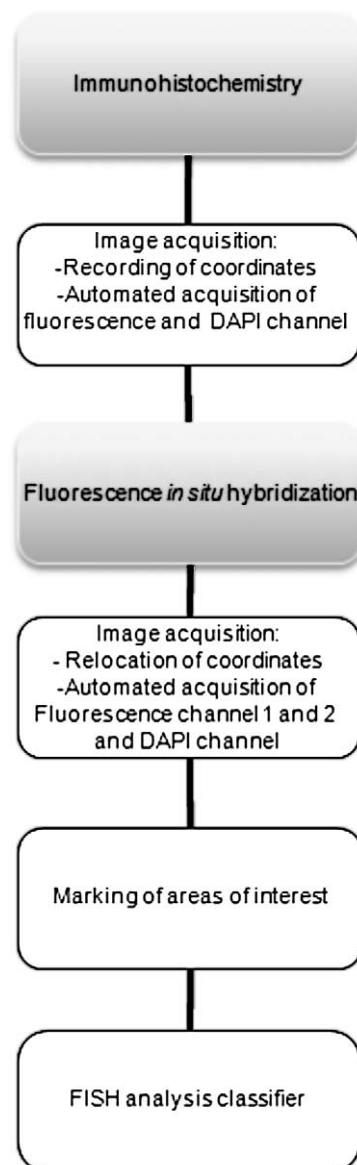 Immunohistochemistry
Image acquisition:
-Recording of coordinates
-Automated acquisition of
fluorescence and DAPI channel
Fluorescence in situ hybridization
Image acquisition:
- Relocation of coordinates
-Automated acquisition of
Fluorescence channel 1 and 2
and DAPI channel
Marking of areas of interest
FISH analysis classifier